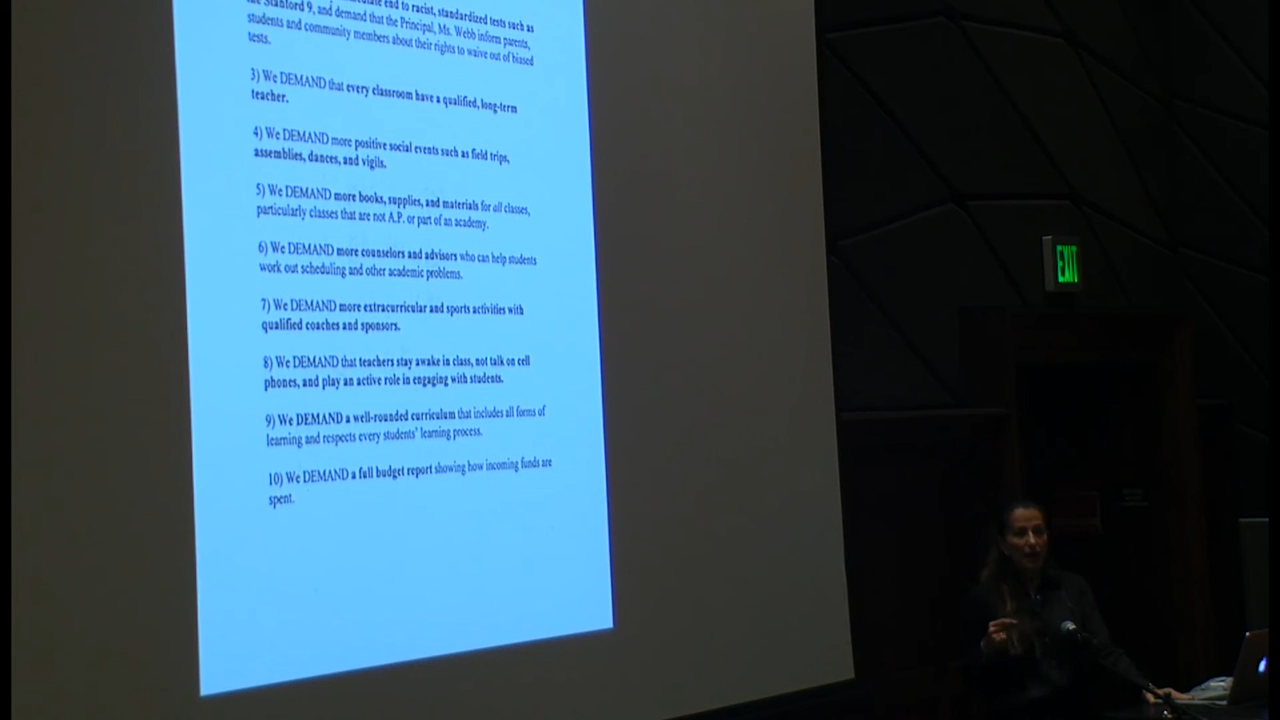 end to racist, standardized tests such as
Stanford 9, and demand that the Principal, Ms. Webb inform parents,
students and community members about their rights to waive out of biased
tests.
3) We DEMAND that every classroom have a qualified, long-term
teacher.
4) We DEMAND more positive social events such as field trips,
assemblies, dances, and vigils.
5) We DEMAND more books, supplies, and materials for all classes,
particularly classes that are not A.P. or part of an academy.
6) We DEMAND more counselors and advisors who can help students
work out scheduling and other academic problems.
7) We DEMAND more extracurricular and sports activities with
qualified coaches and sponsors.
8) We DEMAND that teachers stay awake in class, not talk on cell
phones, and play an active role in engaging with students.
9) We DEMAND a well-rounded curriculum that includes all forms of
learning and respects every students' learning process.
10) We DEMAND a full budget report showing how incoming funds are
spent.
EXIT